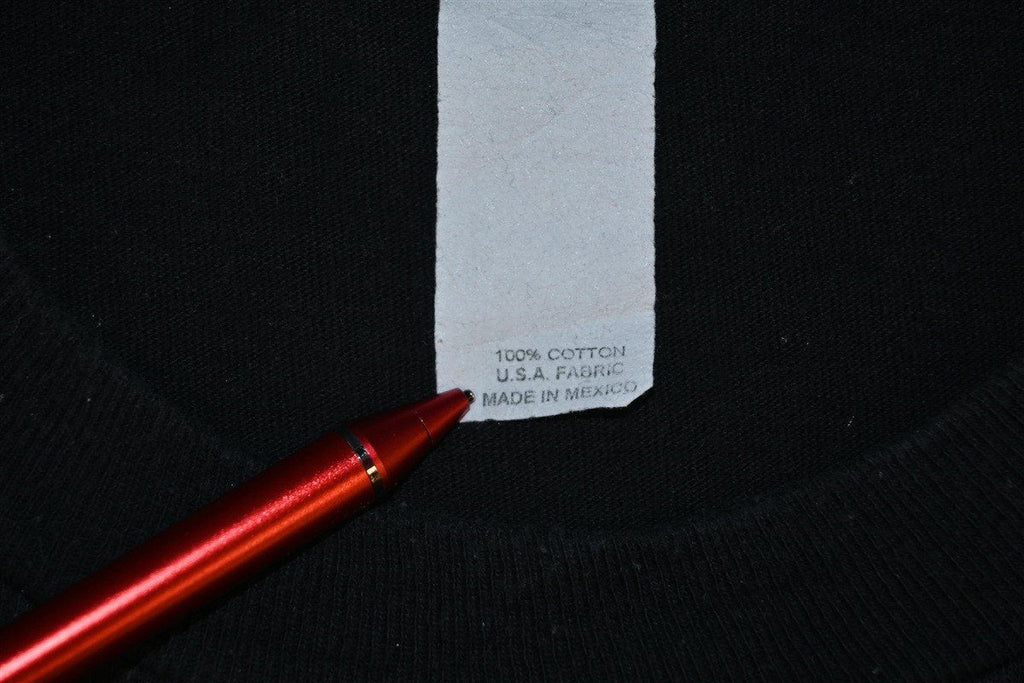 100% COTTON
U.S.A. FABRIC
MADE IN MEXICO